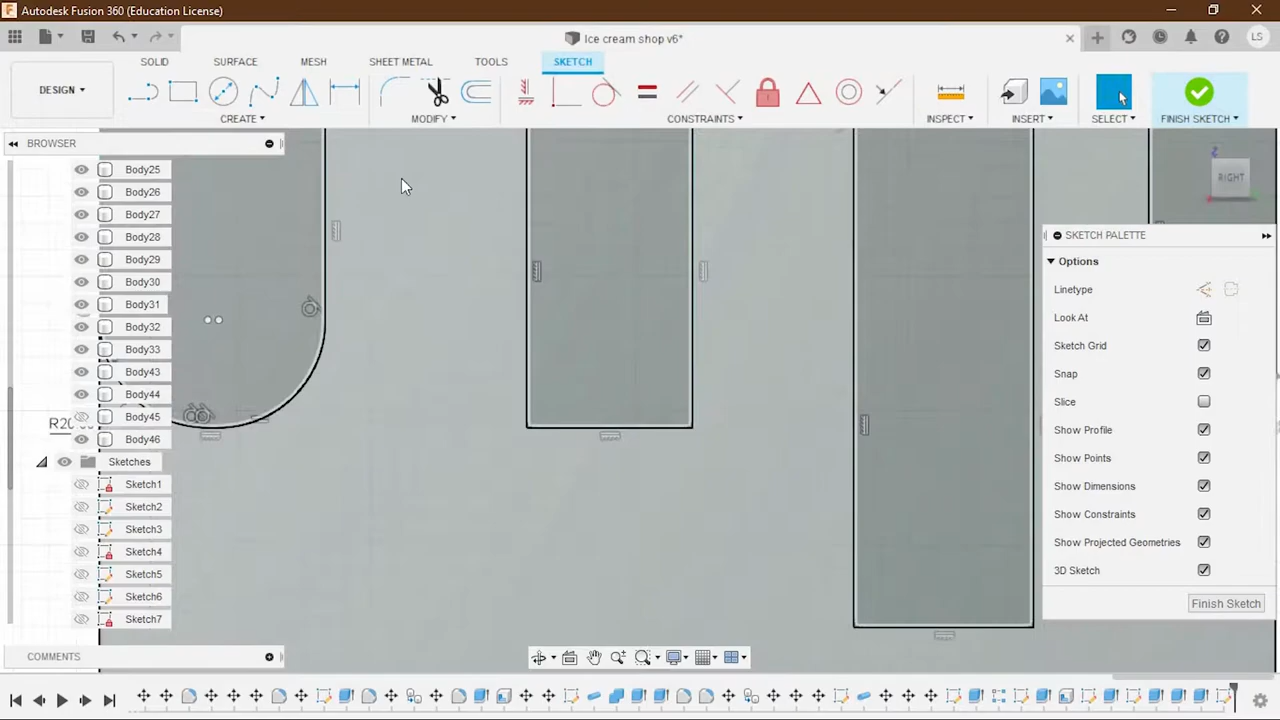 Autodesk Fusion 360 (Education License)
Ice cream shop v6*
LS
DESIGN
SOLID SURFACE MESH SHEET METAL TOOLS SKETCH
CREATE MODIFY CONSTRAINTS INSPECT INSERT SELECT FINISH SKETCH
BROWSER
Body25
Body26
Body27
Body28
Body29
Body30
Body31
Body32
Body33
Body43
Body44
Body45
Body46
Sketches
Sketch1
Sketch2
Sketch3
Sketch4
Sketch5
Sketch6
Sketch7
RIGHT
SKETCH PALETTE
Options
Linetype
Look At
Sketch Grid
Snap
Slice
Show Profile
Show Points
Show Dimensions
Show Constraints
Show Projected Geometries
3D Sketch
Finish Sketch
COMMENTS